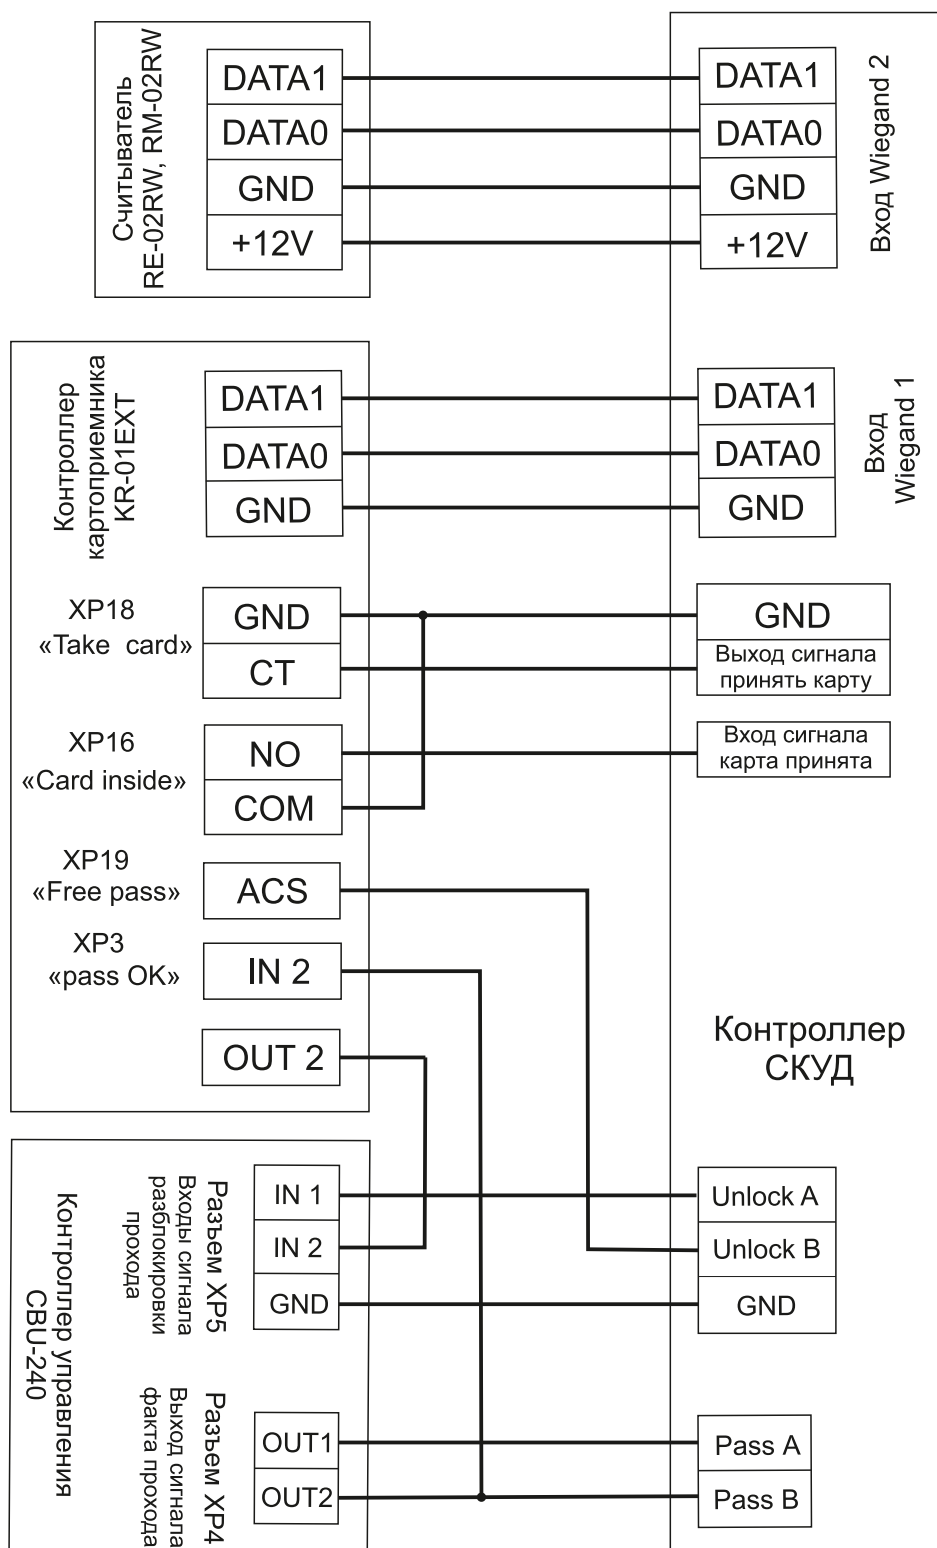 Считыватель
RE-02RW, RM-02RW
DATA1
DATA0
GND
+12V
DATA1
DATA0
GND
+12V
Вход Wiegand 2
Контроллер
картоприемника
KR-01EXT
DATA1
DATA0
GND
DATA1
DATA0
GND
Вход
Wiegand 1
XP18
«Take card»
GND
CT
GND
Выход сигнала
принять карту
XP16
«Card inside»
NO
COM
Вход сигнала
карта принята
XP19
«Free pass»
ACS
XP3
«pass OK»
IN 2
OUT 2
Контроллер
СКУД
Контроллер управления
CBU-240
Разъем XP5
Входы сигнала
разблокировки
прохода
IN 1
IN 2
GND
Unlock A
Unlock B
GND
Разъем XP4
Выход сигнала
факта прохода
OUT1
OUT2
Pass A
Pass B